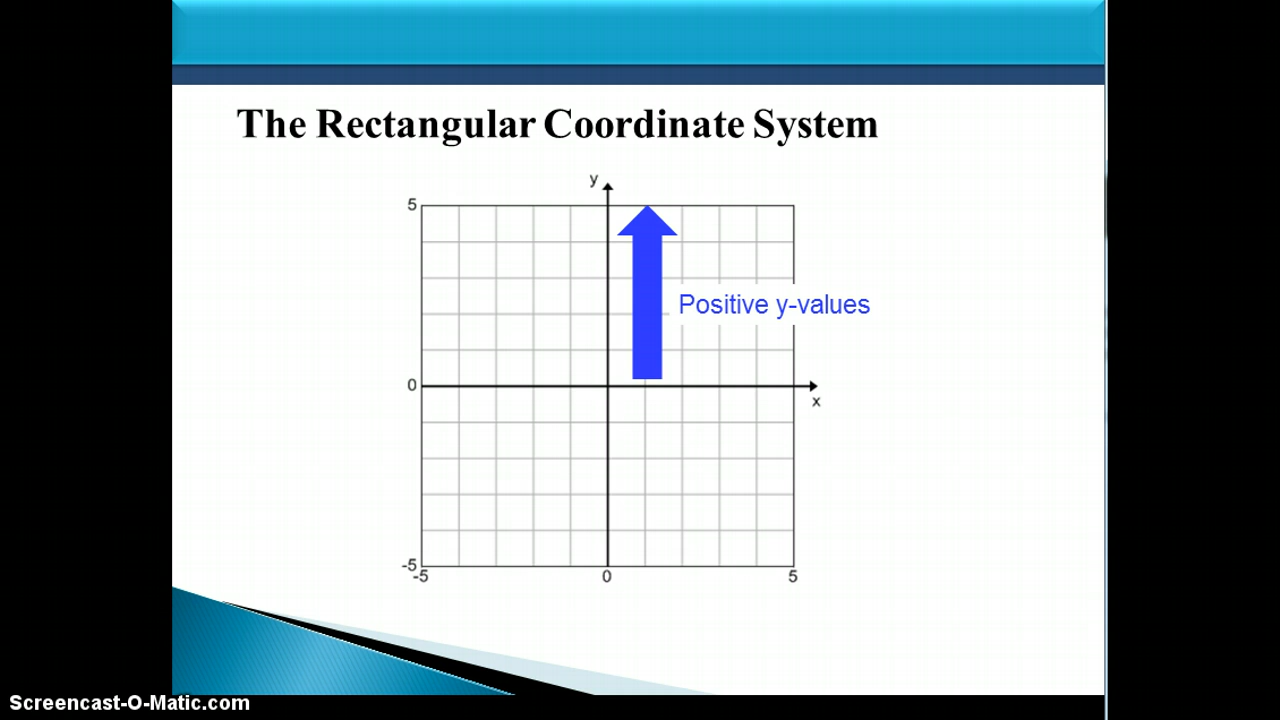 The Rectangular Coordinate System
y
5
Positive y-values
0
x
-5
-5 0 5
Screencast-O-Matic.com